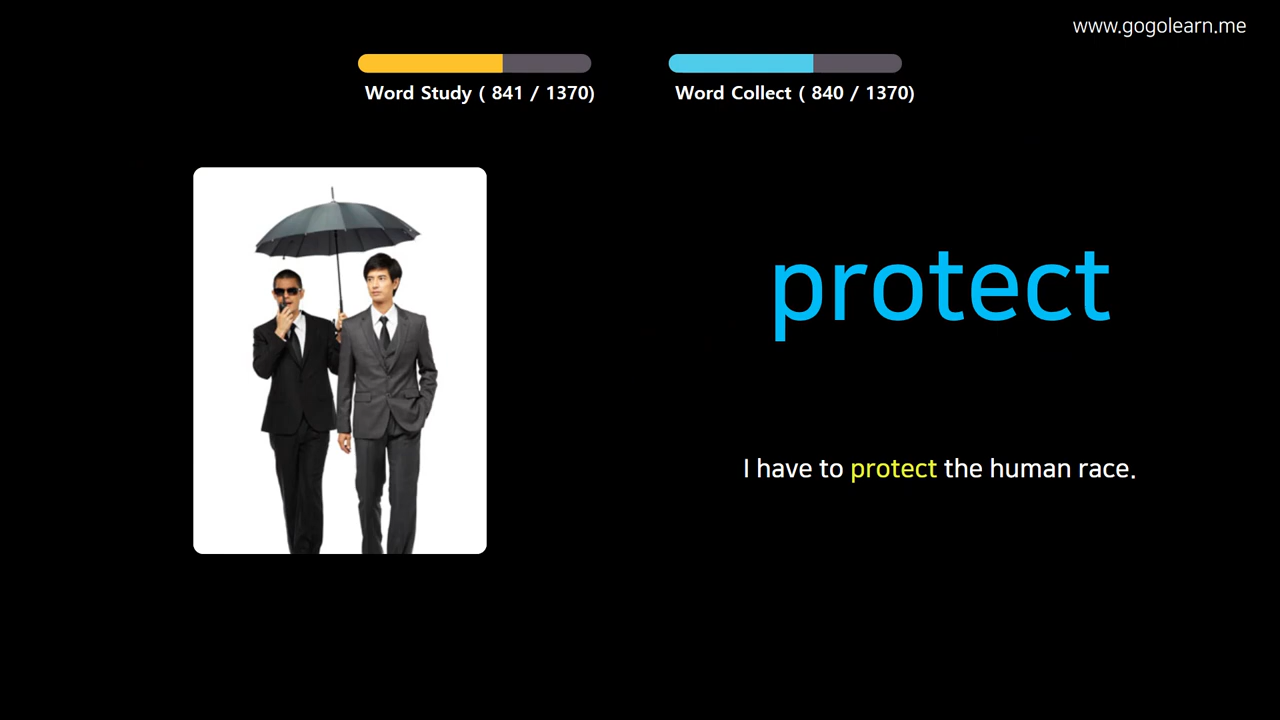 www.gogolearn.me
Word Study ( 841 / 1370)
Word Collect ( 840 / 1370)
protect
I have to protect the human race.